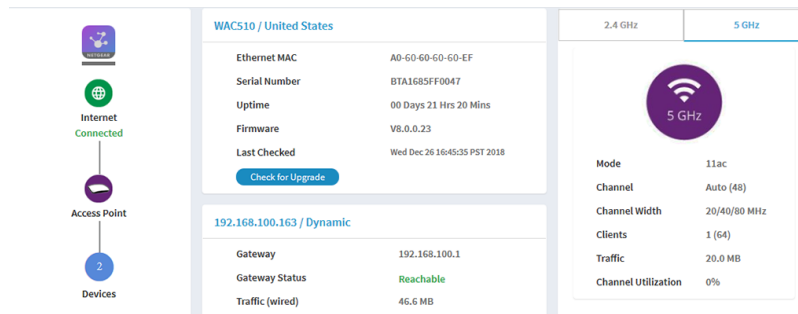 NETGEAR
Internet
Connected
Access Point
2
Devices
WAC510 / United States
Ethernet MAC A0-60-60-60-60-EF
Serial Number BTA1685FF0047
Uptime 00 Days 21 Hrs 20 Mins
Firmware V8.0.0.23
Last Checked Wed Dec 26 16:45:35 PST 2018
Check for Upgrade
192.168.100.163 / Dynamic
Gateway 192.168.100.1
Gateway Status Reachable
Traffic (wired) 46.6 MB
2.4 GHz 5 GHz
5 GHz
Mode 11ac
Channel Auto (48)
Channel Width 20/40/80 MHz
Clients 1 (64)
Traffic 20.0 MB
Channel Utilization 0%